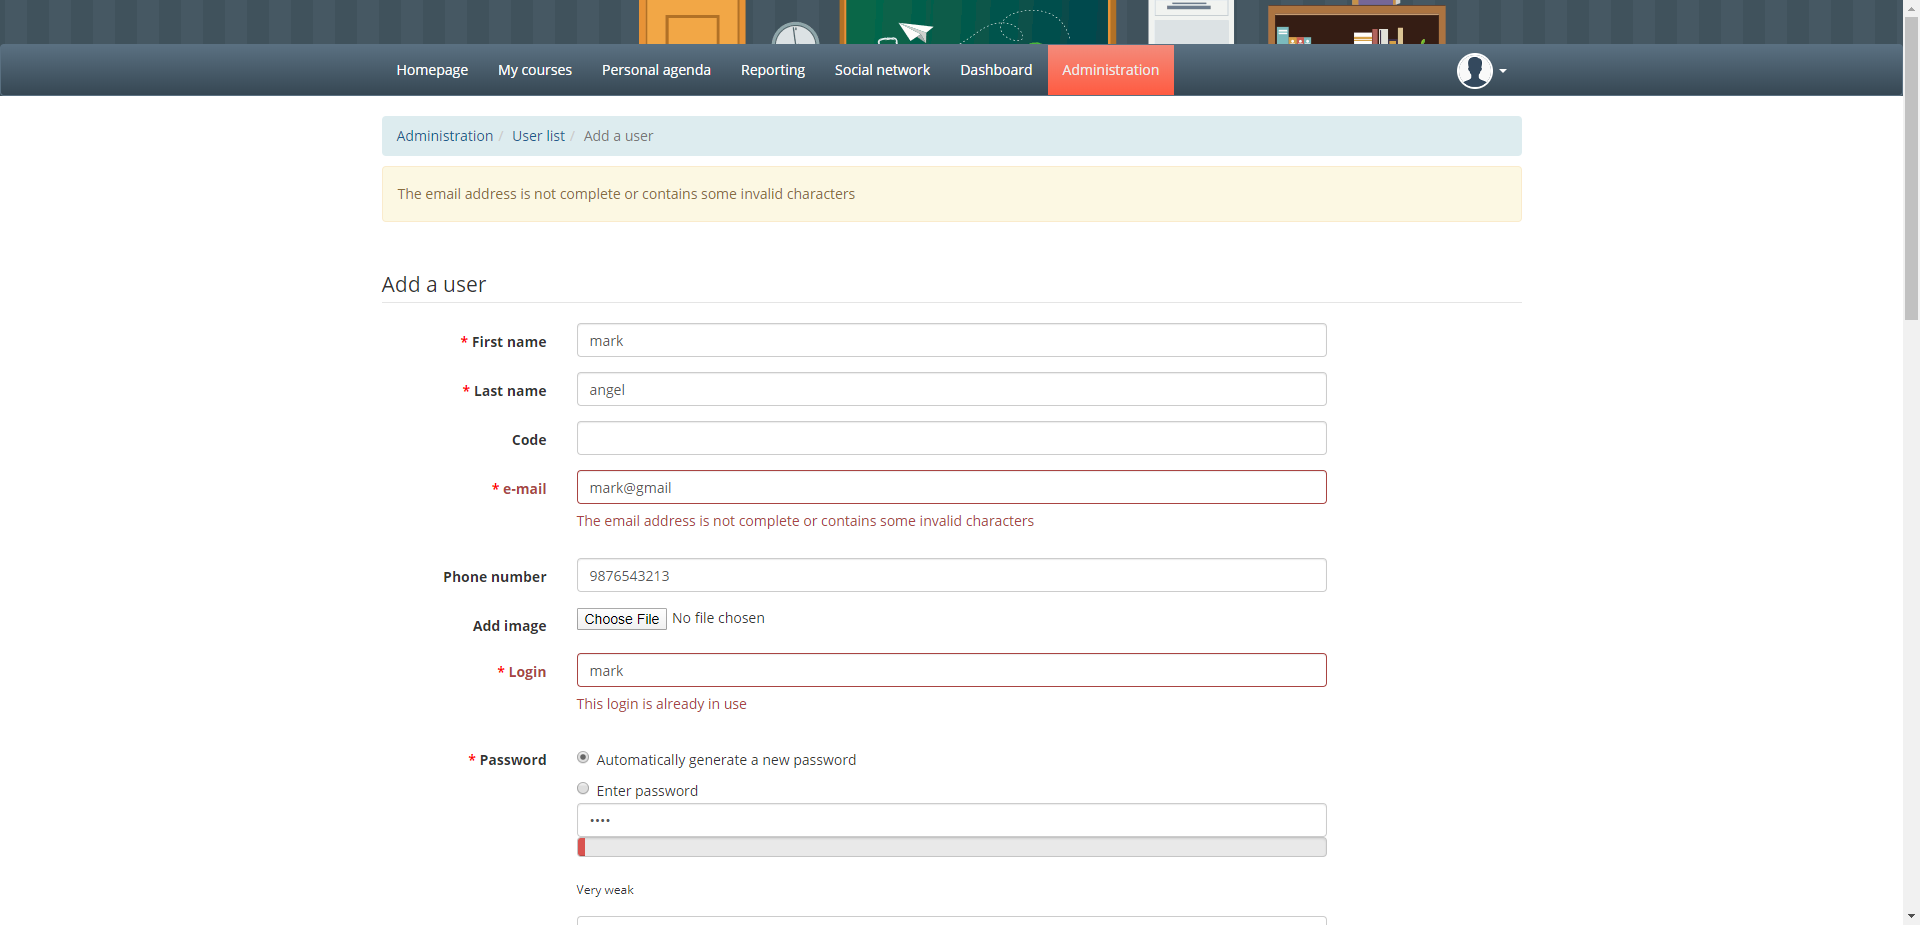 Homepage My courses Personal agenda Reporting Social network Dashboard Administration
Administration / User list / Add a user
The email address is not complete or contains some invalid characters
Add a user
* First name mark
* Last name angel
Code
* e-mail mark@gmail
The email address is not complete or contains some invalid characters
Phone number 9876543213
Add image Choose File No file chosen
* Login mark
This login is already in use
* Password Automatically generate a new password
Enter password
••••
Very weak